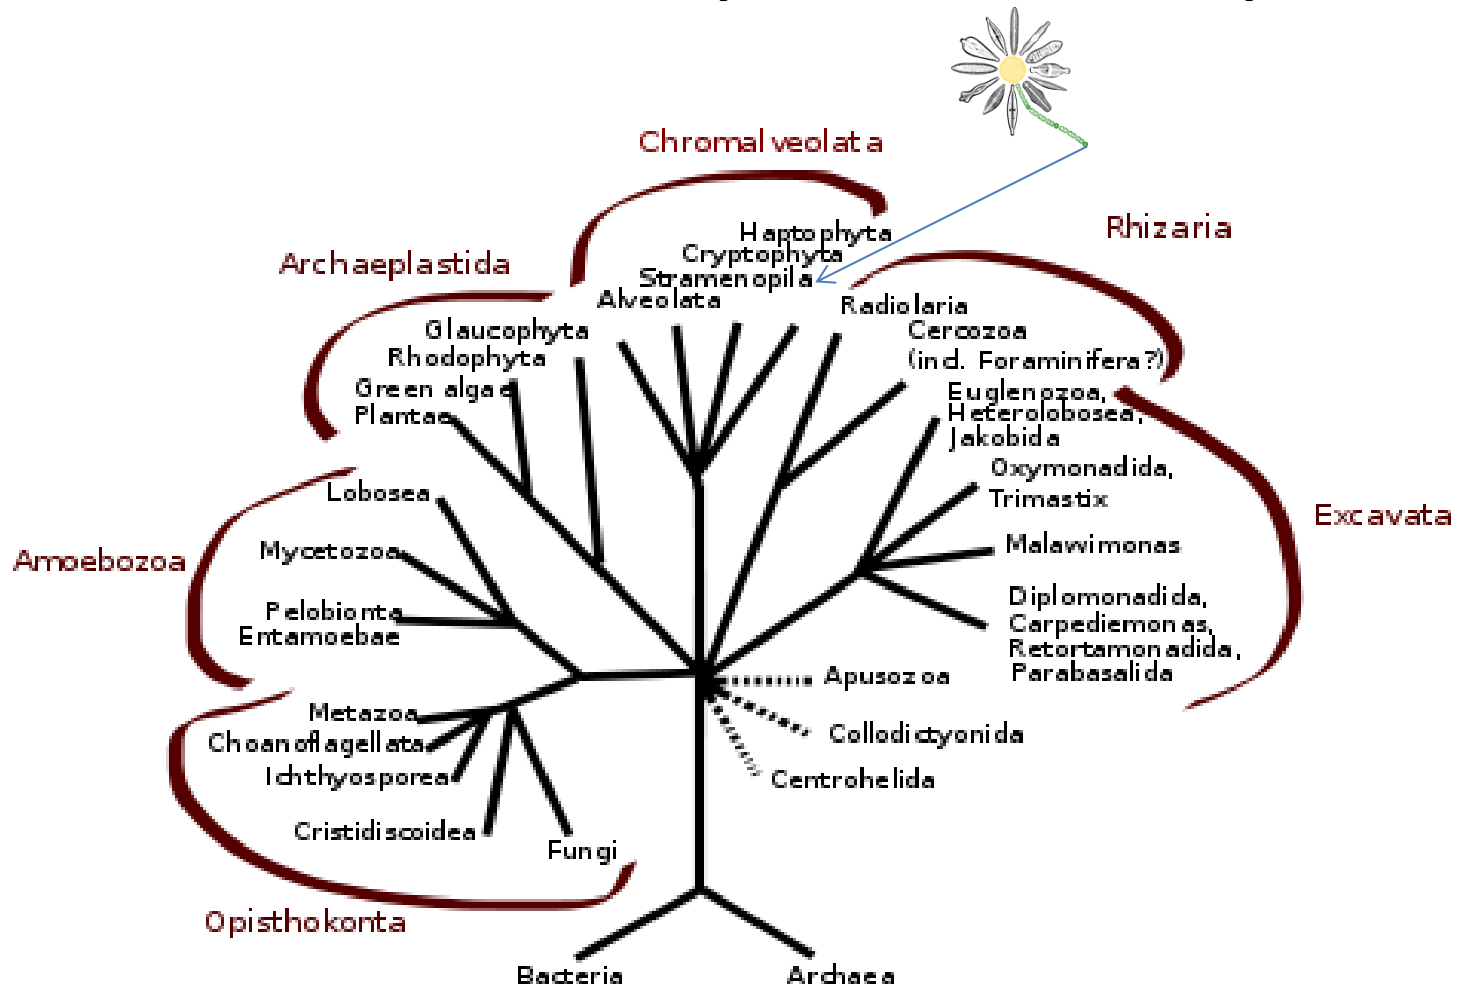 Chromalveolata
Rhizaria
Haptophyta
Cryptophyta
Stramenopila
Alveolata
Archaeplastida
Glaucophyta
Rhodophyta
Green algae
Plantae
Radiolaria
Cercozoa
(incl. Foraminifera?)
Euglenozoa,
Heterolobosea,
Jakobida
Oxymonadida,
Trimastix
Malawimonas
Excavata
Diplomonadida,
Carpediemonas,
Retortamonadida,
Parabasalida
Amoebozoa
Lobosea
Mycetozoa
Pelobionta
Entamoebae
Apusozoa
Collodictyonida
Centrohelida
Metazoa
Choanoflagellata
Ichthyosporea
Cristidiscoidea
Fungi
Opisthokonta
Bacteria
Archaea